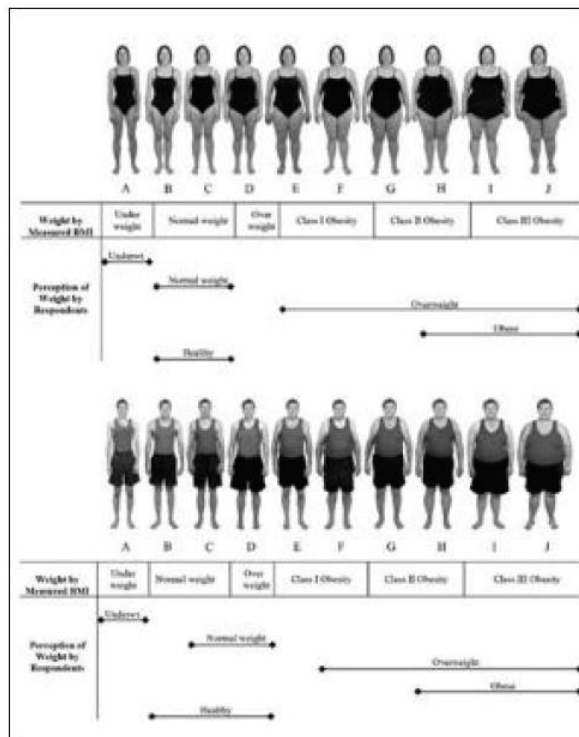 A B C D E F G H I J
Weight by Measured BMI
Under weight
Normal weight
Over weight
Class I Obesity
Class II Obesity
Class III Obesity
Perception of Weight by Respondents
Underwt
Normal weight
Overweight
Obese
Healthy
A B C D E F G H I J
Weight by Measured BMI
Under weight
Normal weight
Over weight
Class I Obesity
Class II Obesity
Class III Obesity
Perception of Weight by Respondents
Underwt
Normal weight
Overweight
Obese
Healthy